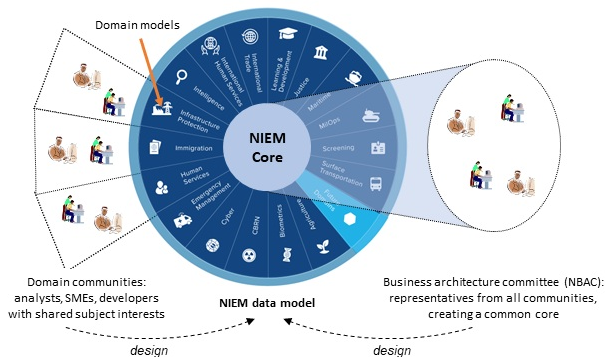 Domain models
International
Human Services
International
Trade
Learning &
Development
Justice
Maritime
MilOps
Screening
Surface
Transportation
Future
Domains
Agriculture
Biometrics
CBRN
Cyber
Emergency
Management
Human
Services
Immigration
Infrastructure
Protection
Intelligence
NIEM
Core
Domain communities:
analysts, SMEs, developers
with shared subject interests
NIEM data model
Business architecture committee (NBAC):
representatives from all communities,
creating a common core
design
design